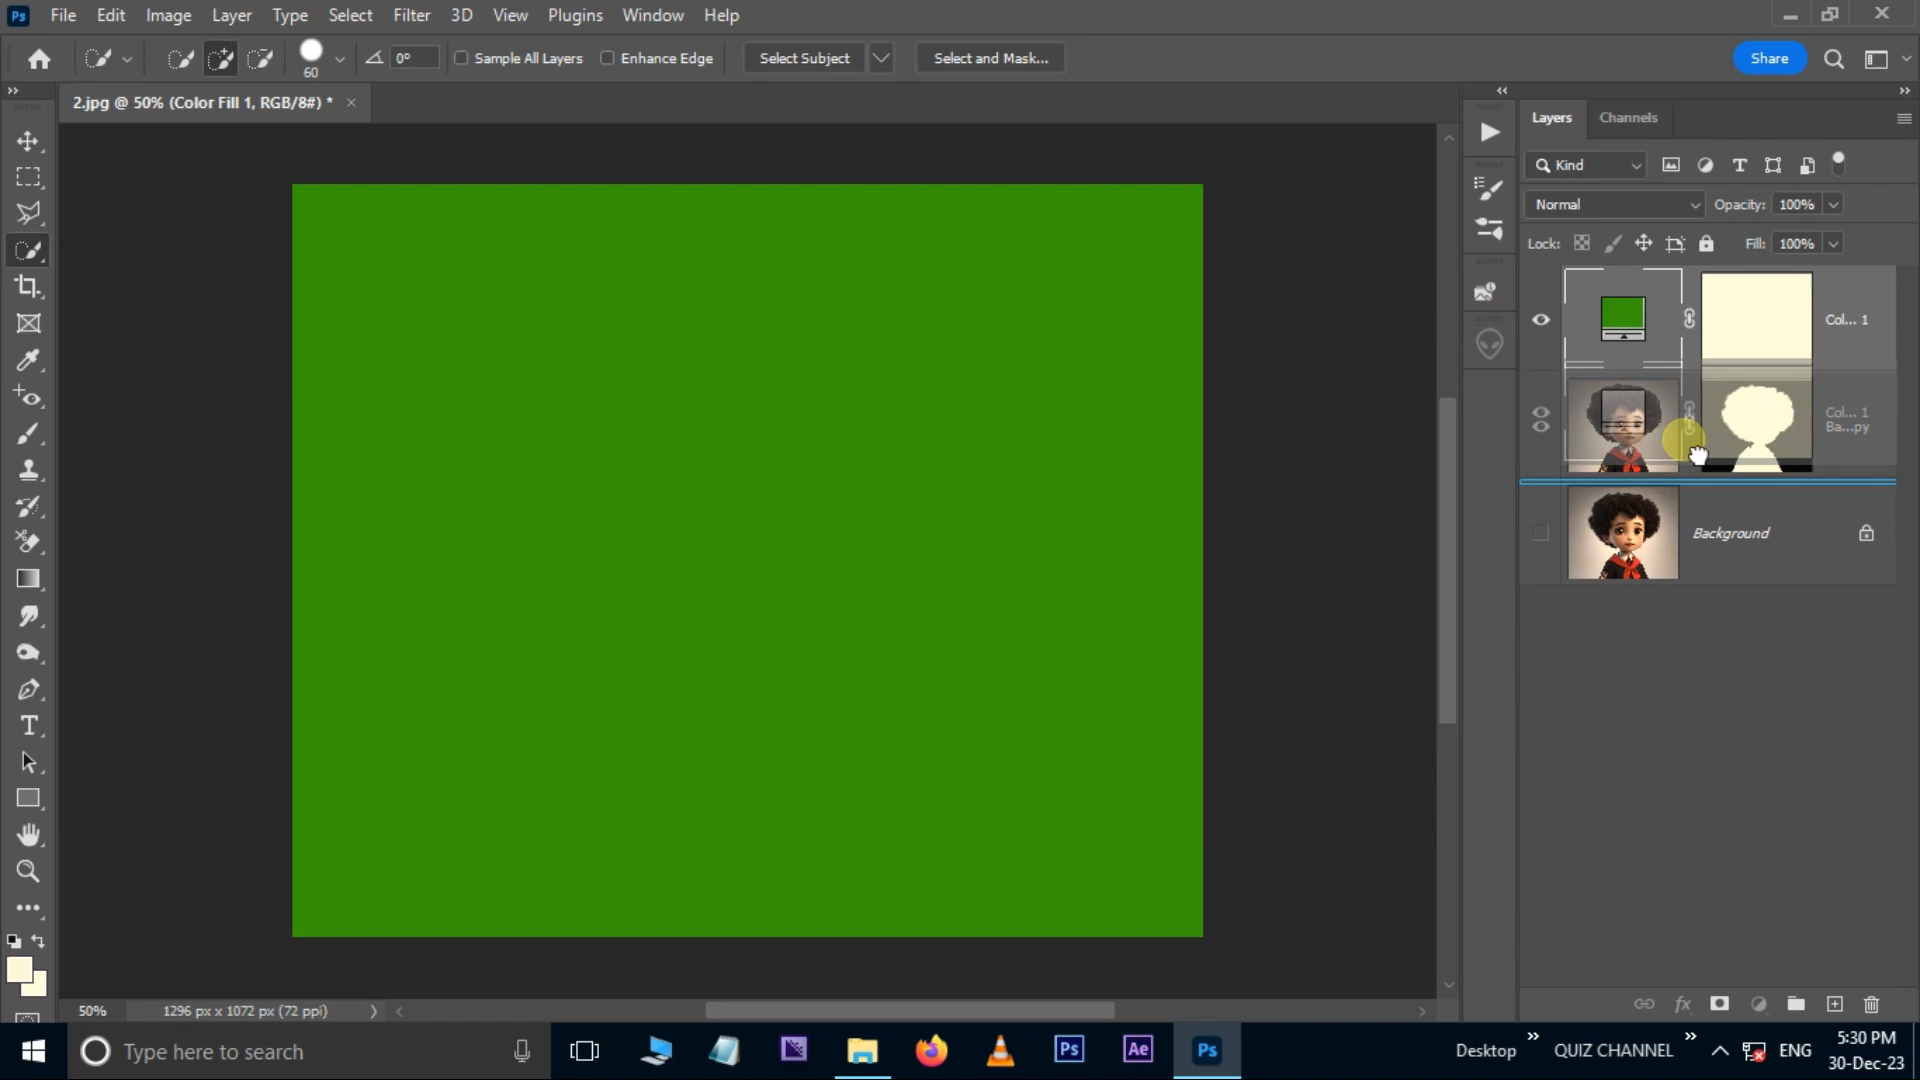 Ps File Edit Image Layer Type Select Filter 3D View Plugins Window Help
60 0° Sample All Layers Enhance Edge Select Subject Select and Mask... Share
2.jpg @ 50% (Color Fill 1, RGB/8#) *
Layers Channels
Kind
Normal Opacity: 100%
Lock: Fill: 100%
Col... 1
Col... 1
Ba...py
Background
50% 1296 px x 1072 px (72 ppi)
Type here to search Ps Ae Ps Desktop QUIZ CHANNEL ENG
5:30 PM
30-Dec-23